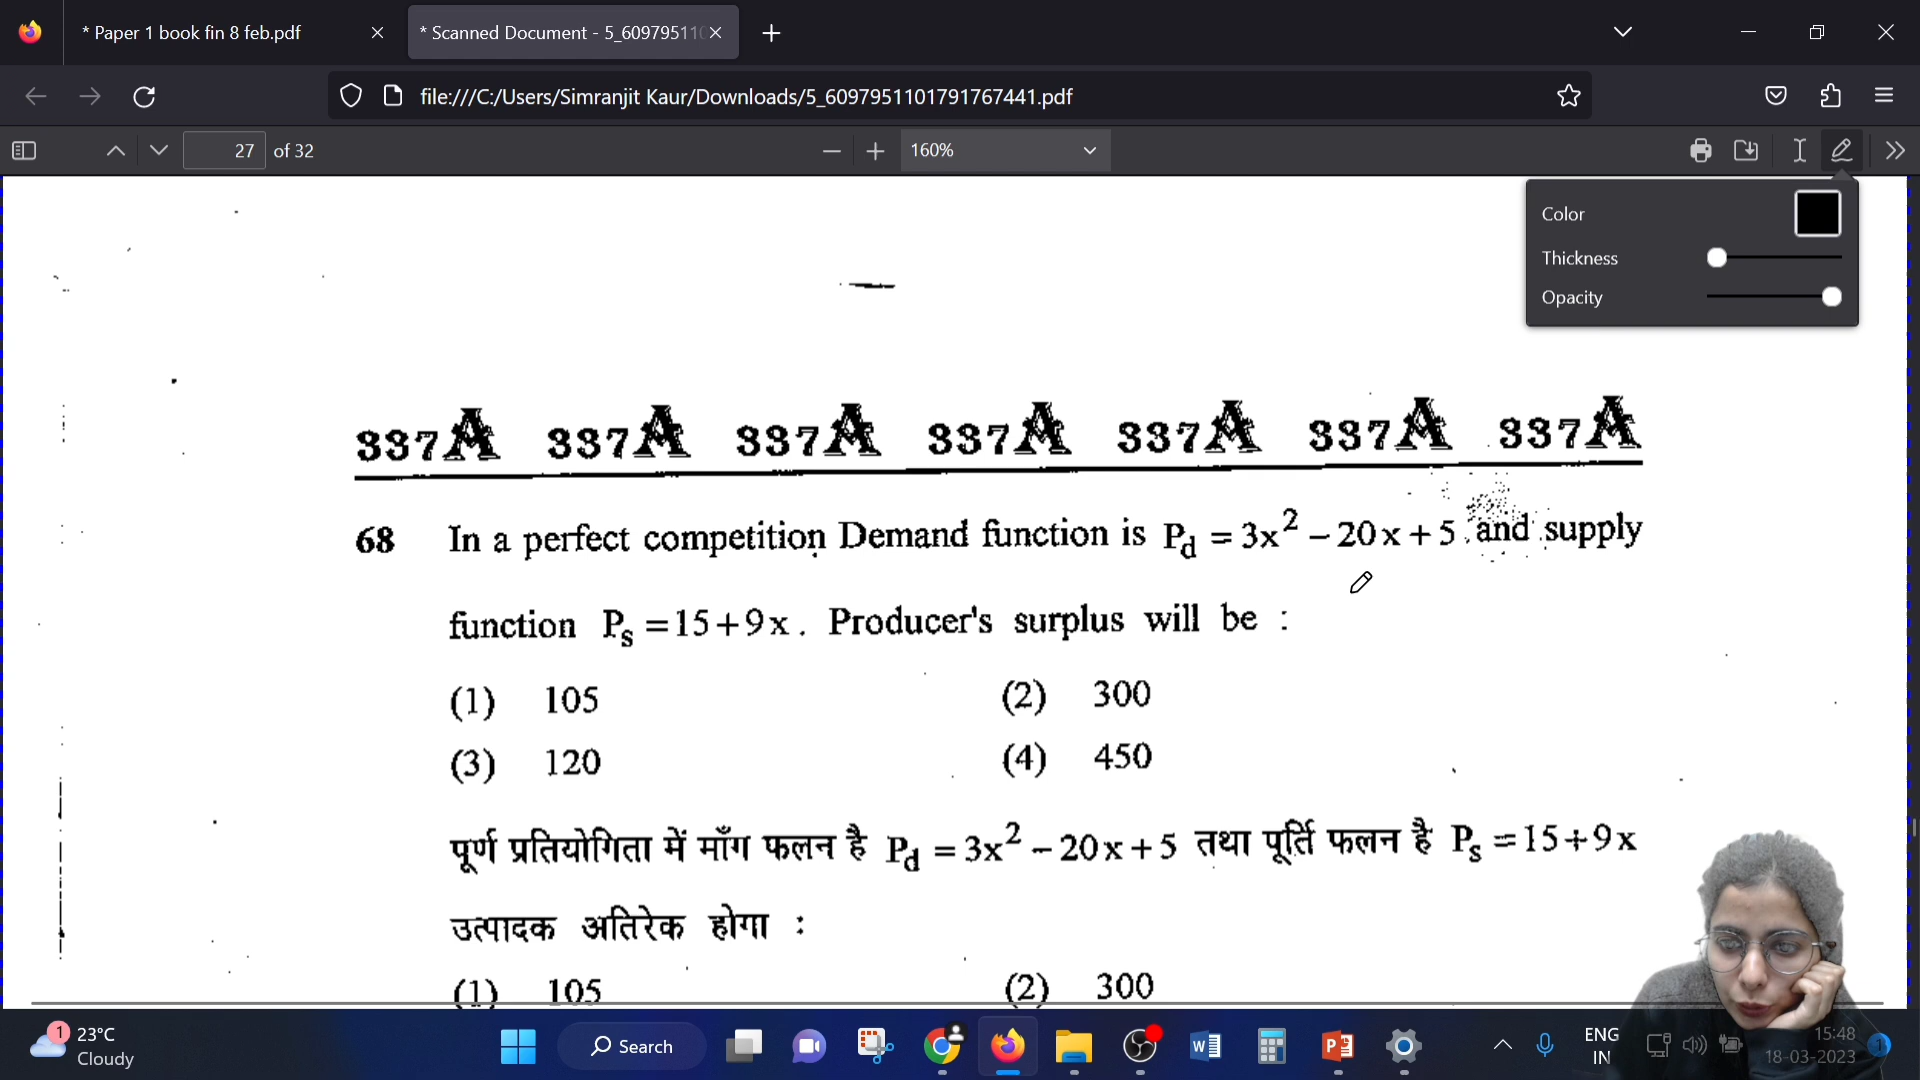 * Paper 1 book fin 8 feb.pdf
* Scanned Document - 5_60979511
file:///C:/Users/Simranjit Kaur/Downloads/5_6097951101791767441.pdf
27 of 32
160%
Color
Thickness
Opacity
337A 337A 337A 337A 337A 337A 337A
68 In a perfect competition Demand function is Pd = 3x² – 20x + 5 and supply
function Ps = 15 + 9x. Producer's surplus will be :
(1) 105 (2) 300
(3) 120 (4) 450
पूर्ण प्रतियोगिता में माँग फलन है Pd = 3x² – 20x + 5 तथा पूर्ति फलन है Ps = 15 + 9x
उत्पादक अतिरेक होगा :
(1) 105 (2) 300
1 23°C
Cloudy
Search
ENG
IN
15:48
18-03-2023
1